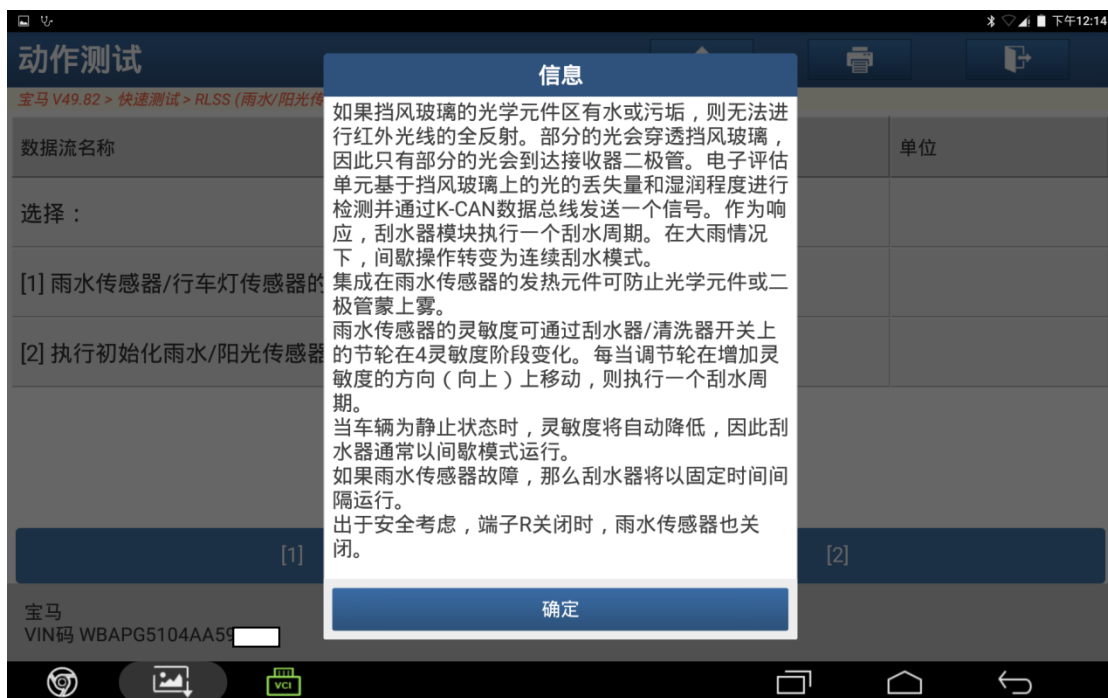 下午12:14
动作测试
宝马 V49.82 > 快速测试 > RLSS (雨水/阳光传
信息
数据流名称
单位
选择：
[1] 雨水传感器/行车灯传感器的
[2] 执行初始化雨水/阳光传感器
如果挡风玻璃的光学元件区有水或污垢，则无法进
行红外光线的全反射。部分的光会穿透挡风玻璃，
因此只有部分的光会到达接收器二极管。电子评估
单元基于挡风玻璃上的光的丢失量和湿润程度进行
检测并通过K-CAN数据总线发送一个信号。作为响
应，刮水器模块执行一个刮水周期。在大雨情况
下，间歇操作转变为连续刮水模式。
集成在雨水传感器的发热元件可防止光学元件或二
极管蒙上雾。
雨水传感器的灵敏度可通过刮水器/清洗器开关上
的节轮在4灵敏度阶段变化。每当调节轮在增加灵
敏度的方向（向上）上移动，则执行一个刮水周
期。
当车辆为静止状态时，灵敏度将自动降低，因此刮
水器通常以间歇模式运行。
如果雨水传感器故障，那么刮水器将以固定时间间
隔运行。
出于安全考虑，端子R关闭时，雨水传感器也关
闭。
[1]
[2]
确定
宝马
VIN码 WBAPG5104AA59
VCI